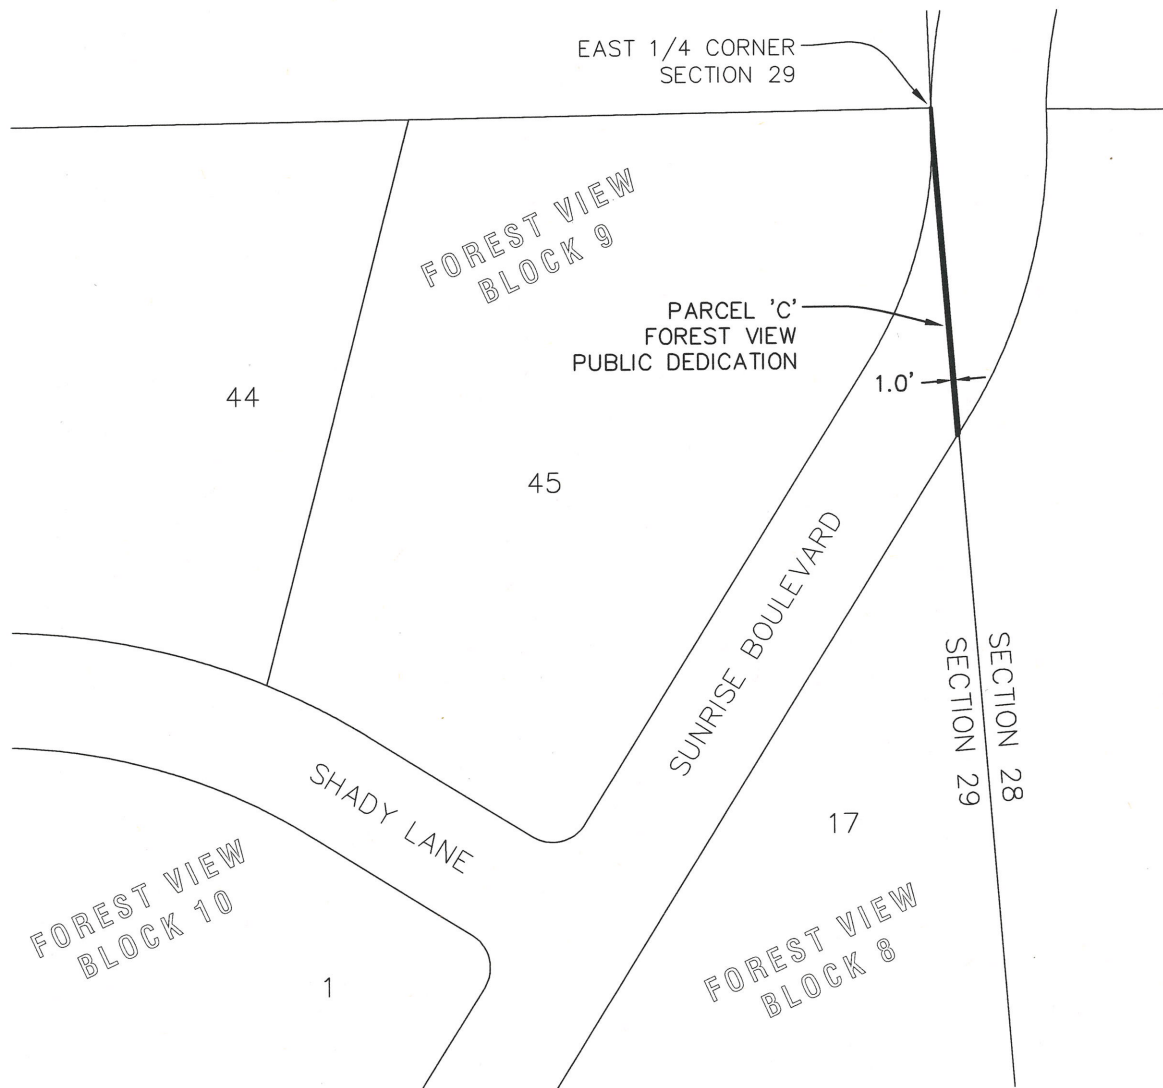 EAST 1/4 CORNER
SECTION 29
FOREST VIEW
BLOCK 9
PARCEL 'C'
FOREST VIEW
PUBLIC DEDICATION
1.0'
44
45
SUNRISE BOULEVARD
SECTION 28
SECTION 29
SHADY LANE
17
FOREST VIEW
BLOCK 10
FOREST VIEW
BLOCK 8
1